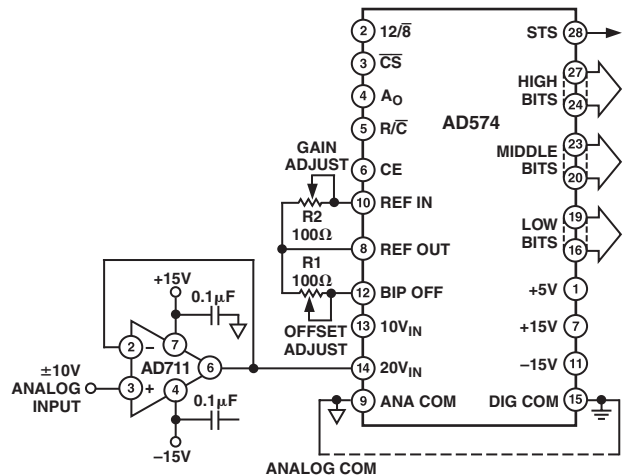 2 12/8
3 CS
4 AO
5 R/C
6 CE
10 REF IN
8 REF OUT
12 BIP OFF
13 10VIN
14 20VIN
9 ANA COM
AD574
STS 28
27
HIGH
BITS
24
23
MIDDLE
BITS
20
19
LOW
BITS
16
+5V 1
+15V 7
–15V 11
DIG COM 15
GAIN
ADJUST
R2
100Ω
R1
100Ω
OFFSET
ADJUST
+15V
0.1μF
2 –
7
AD711
6
±10V
ANALOG
INPUT
3 +
4
0.1μF
–15V
ANALOG COM